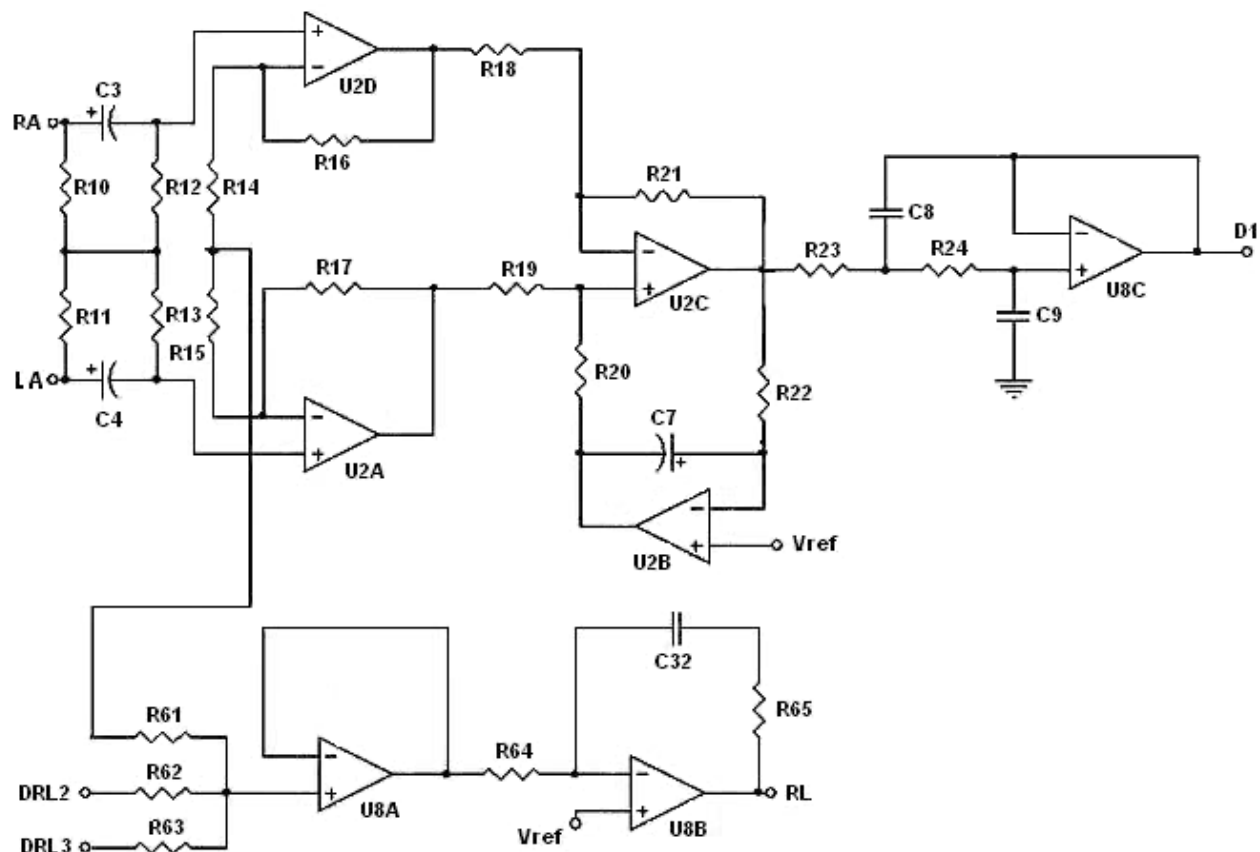 U2D
R18
C3
+
RA
R16
R10
R12
R14
R21
C8
D1
R23
R24
U8C
R17
R19
U2C
C9
R11
R13
R15
LA
+
C4
R20
R22
C7
+
U2A
U2B
Vref
C32
R65
R61
R64
DRL2
R62
U8A
RL
DRL3
R63
Vref
U8B